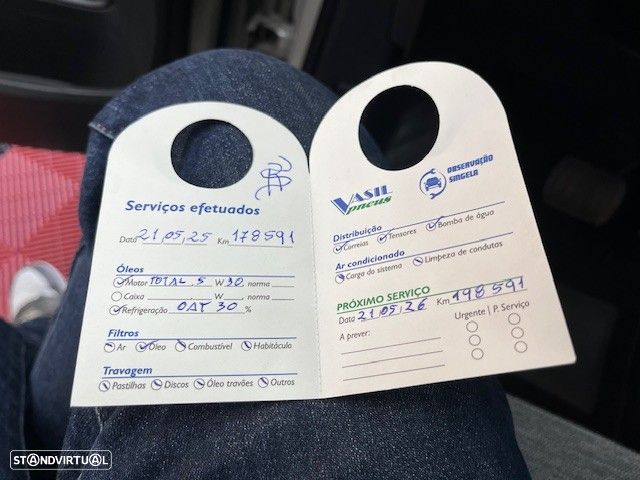 Serviços efetuados
Data 21,05,25 Km 178591
Óleos
Motor TOTAL 5 W 30 norma
Caixa W norma
Refrigeração OAT 30 %
Filtros
Ar Óleo Combustível Habitáculo
Travagem
Pastilhas Discos Óleo travões Outros
VASIL pneus
OBSERVAÇÃO SINGELA
Distribuição
Correias Tensores Bomba de água
Ar condicionado
Carga do sistema Limpeza de condutas
PRÓXIMO SERVIÇO
Data 21,05,26 Km 198591
Urgente | P. Serviço
A prever:
STANDVIRTUAL